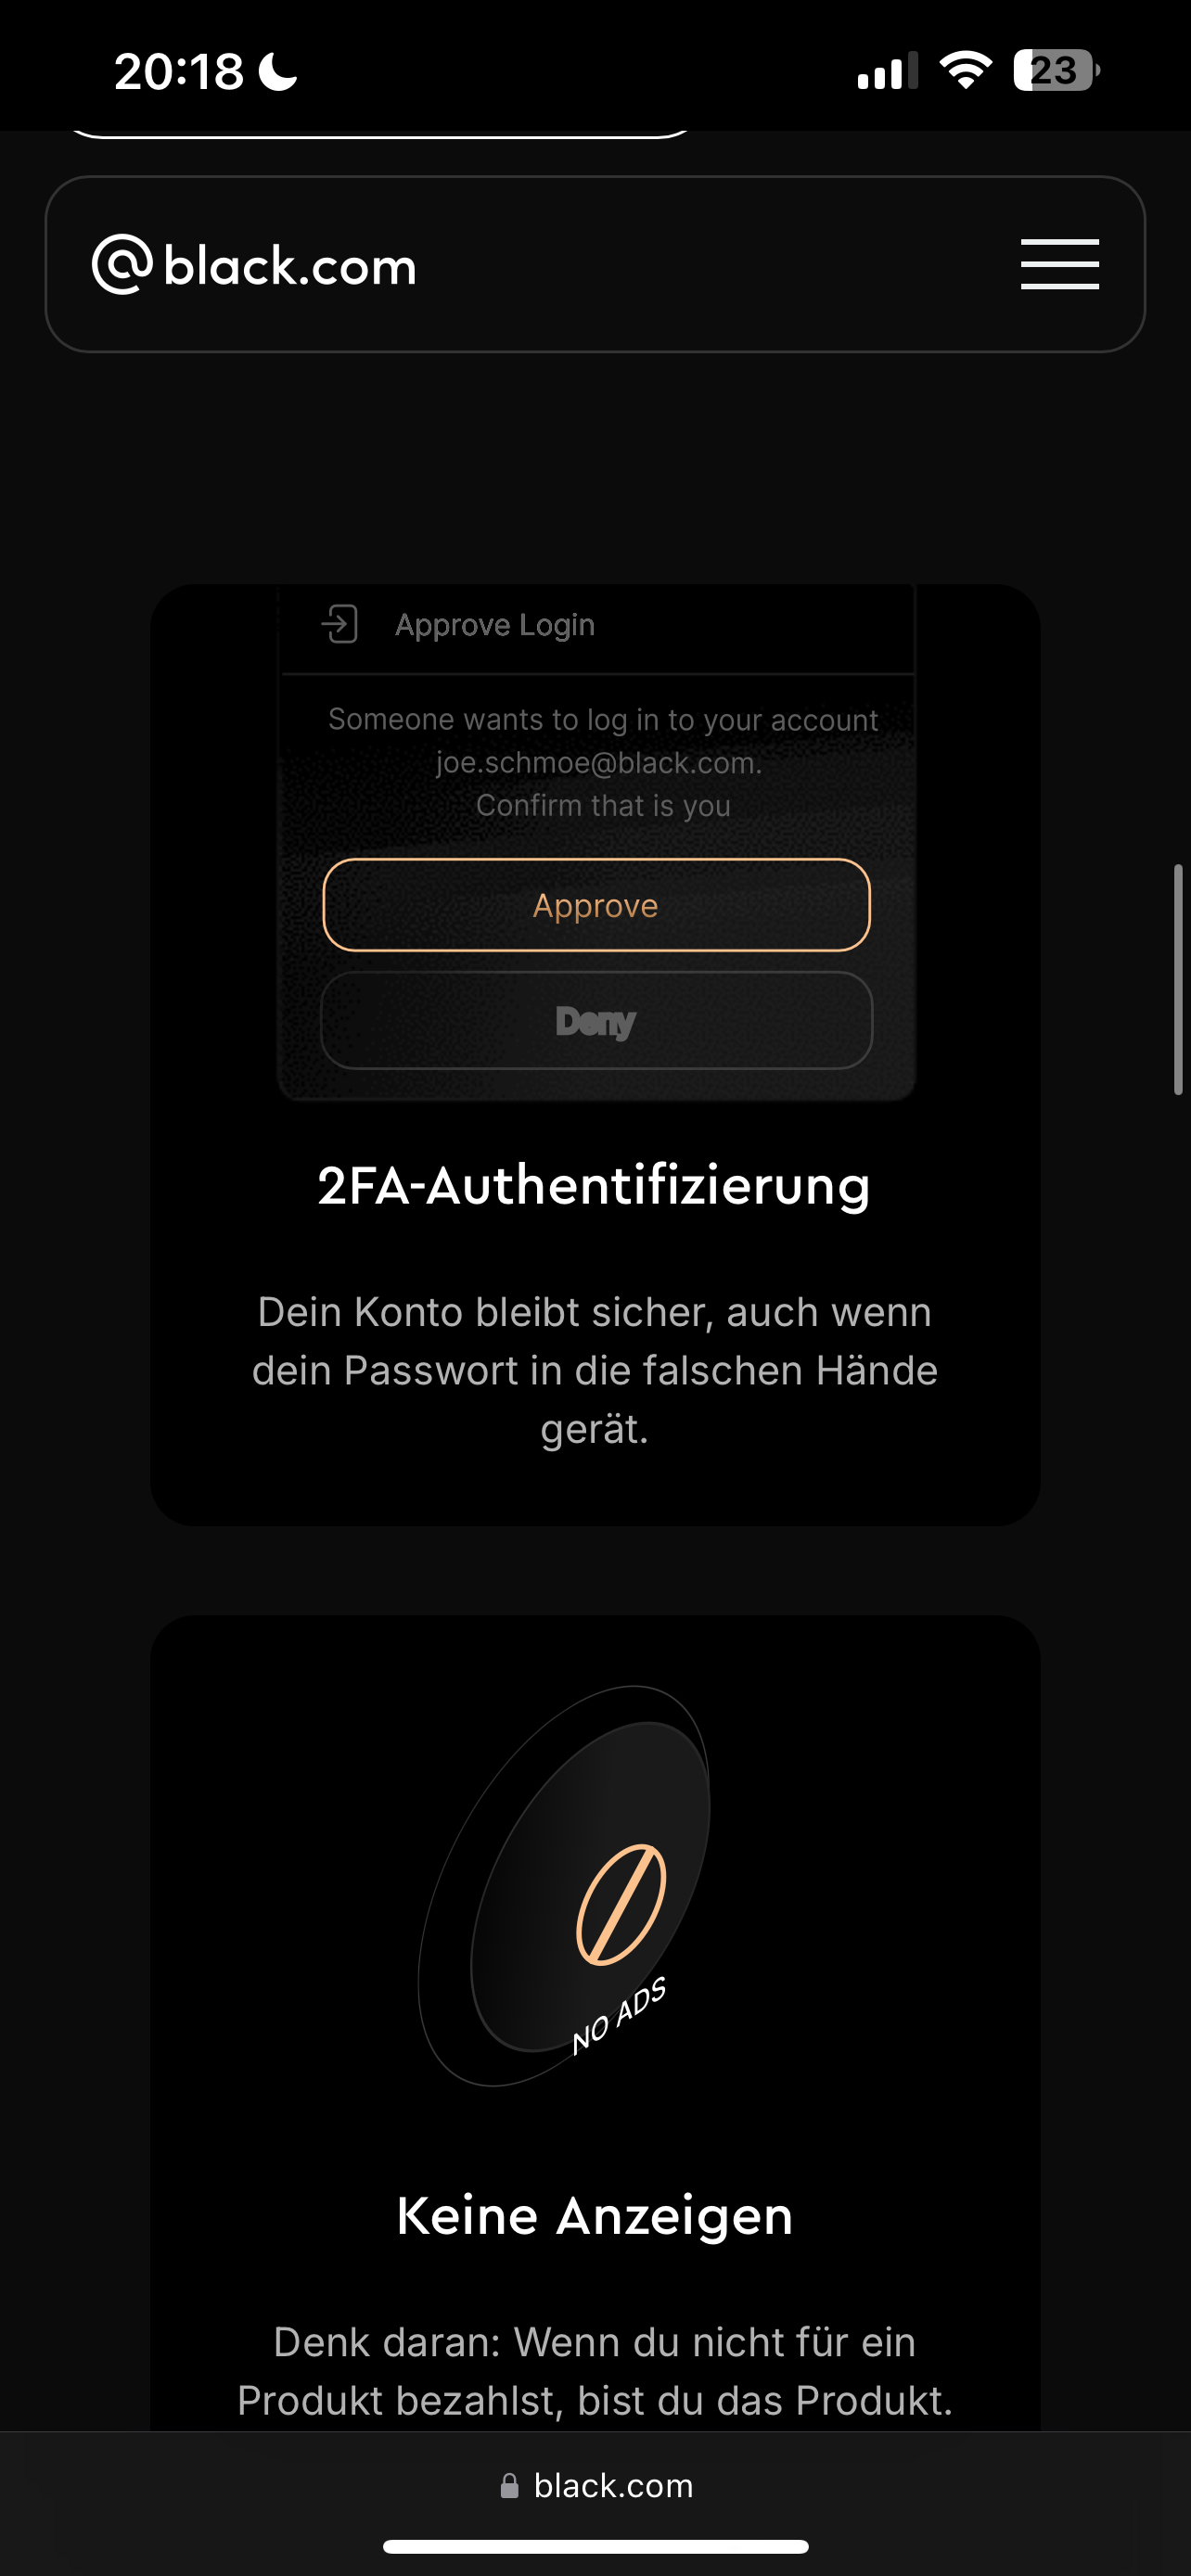 20:18
23
@black.com
Approve Login
Someone wants to log in to your account
joe.schmoe@black.com.
Confirm that is you
Approve
Deny
2FA-Authentifizierung
Dein Konto bleibt sicher, auch wenn
dein Passwort in die falschen Hände
gerät.
NO ADS
Keine Anzeigen
Denk daran: Wenn du nicht für ein
Produkt bezahlst, bist du das Produkt.
black.com